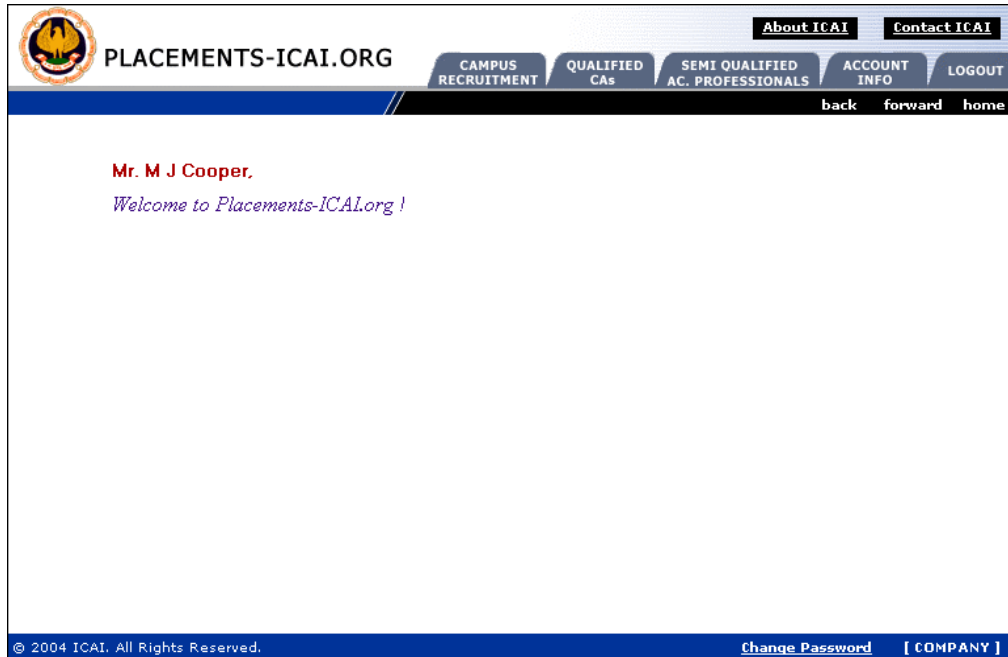 About ICAI Contact ICAI
PLACEMENTS-ICAI.ORG
CAMPUS RECRUITMENT
QUALIFIED CAs
SEMI QUALIFIED AC. PROFESSIONALS
ACCOUNT INFO
LOGOUT
back forward home
Mr. M J Cooper,
Welcome to Placements-ICAI.org !
© 2004 ICAI. All Rights Reserved. Change Password [ COMPANY ]